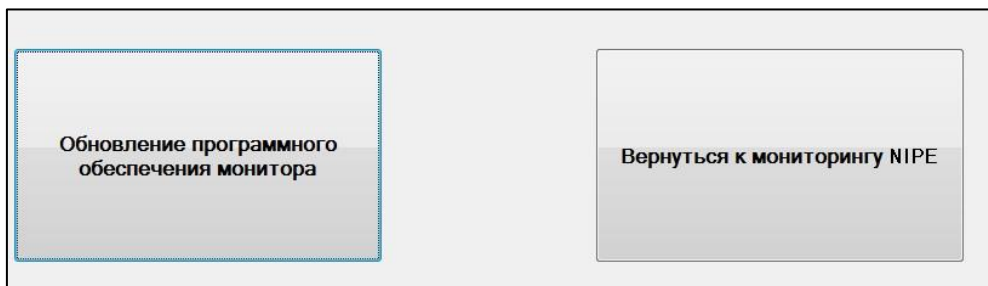 Обновление программного
обеспечения монитора
Вернуться к мониторингу NIPE